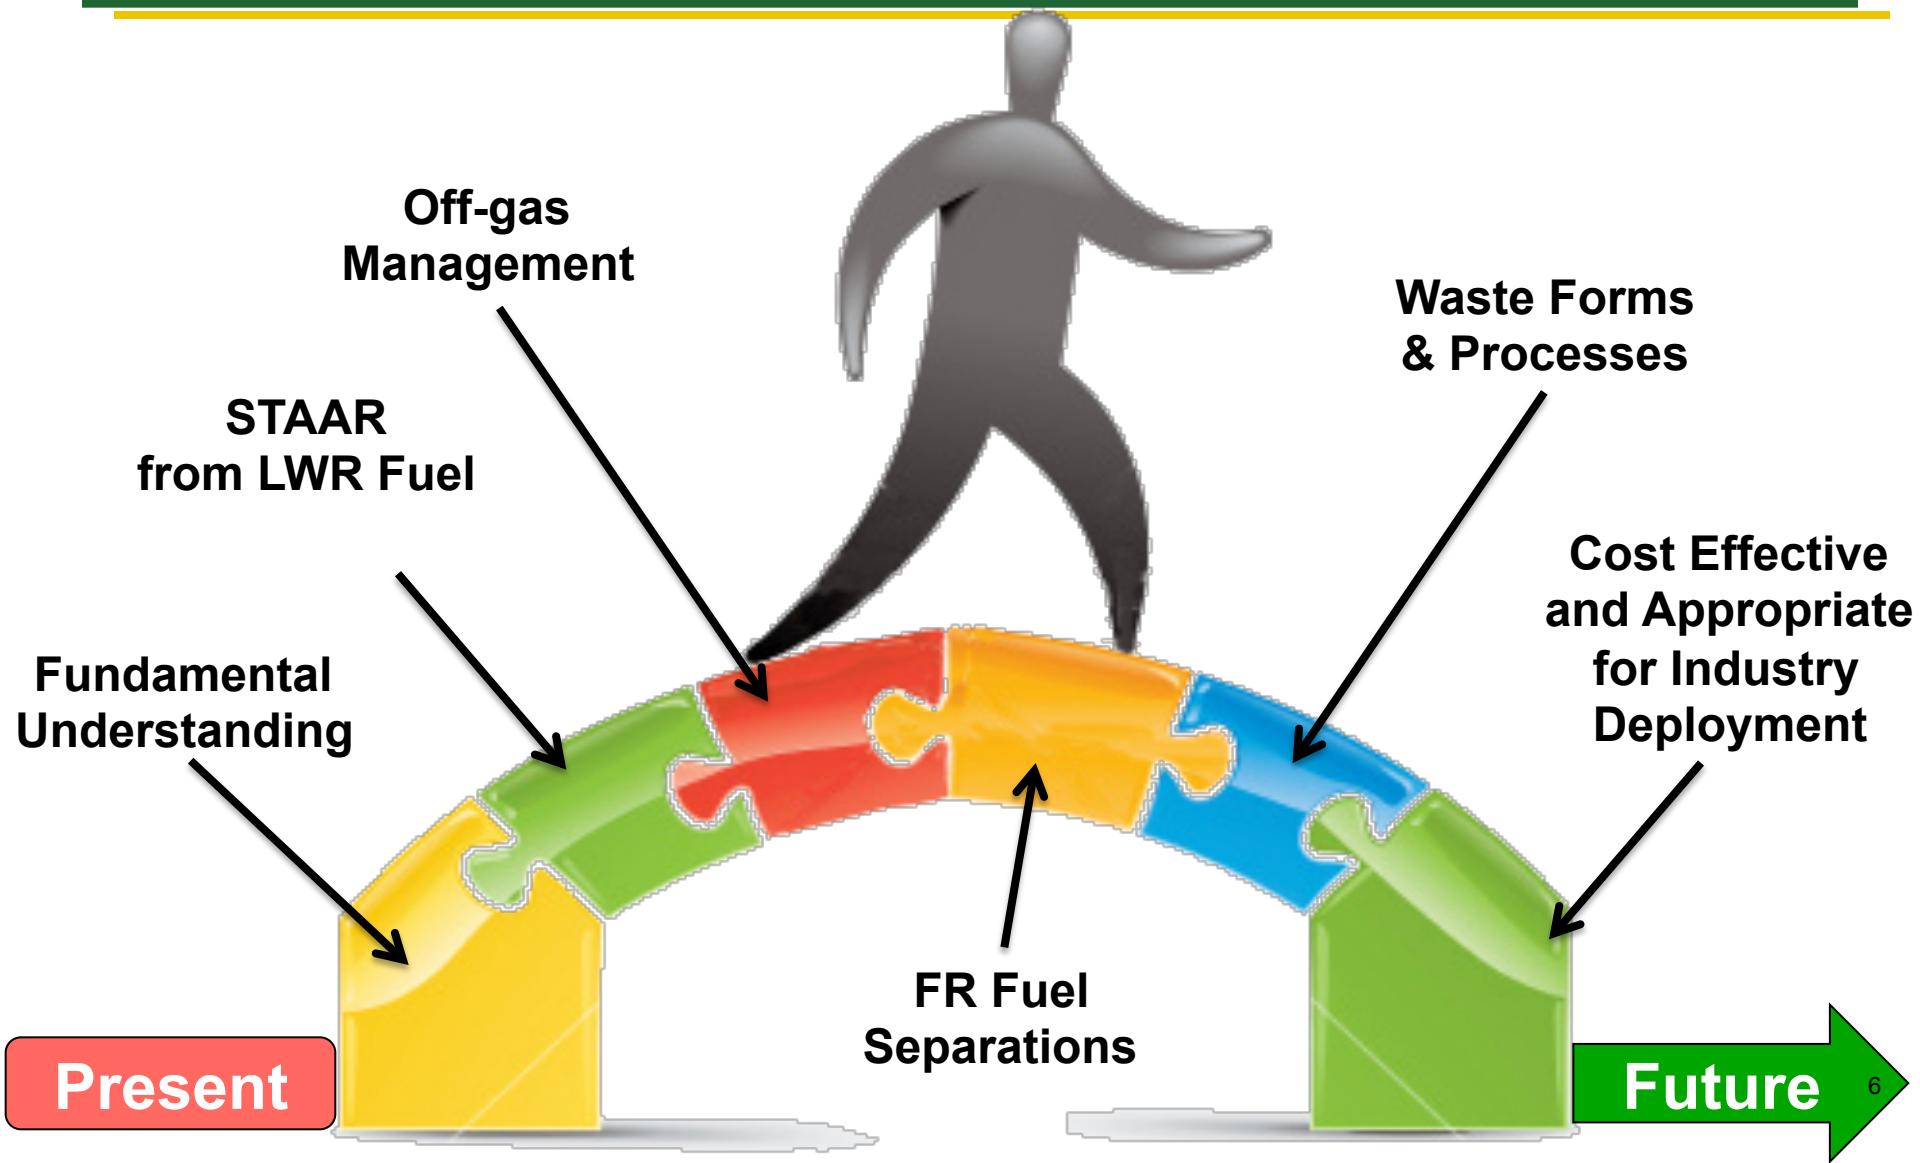 Off-gas
Management
Waste Forms
& Processes
STAAR
from LWR Fuel
Cost Effective
and Appropriate
for Industry
Deployment
Fundamental
Understanding
FR Fuel
Separations
Present
Future
6